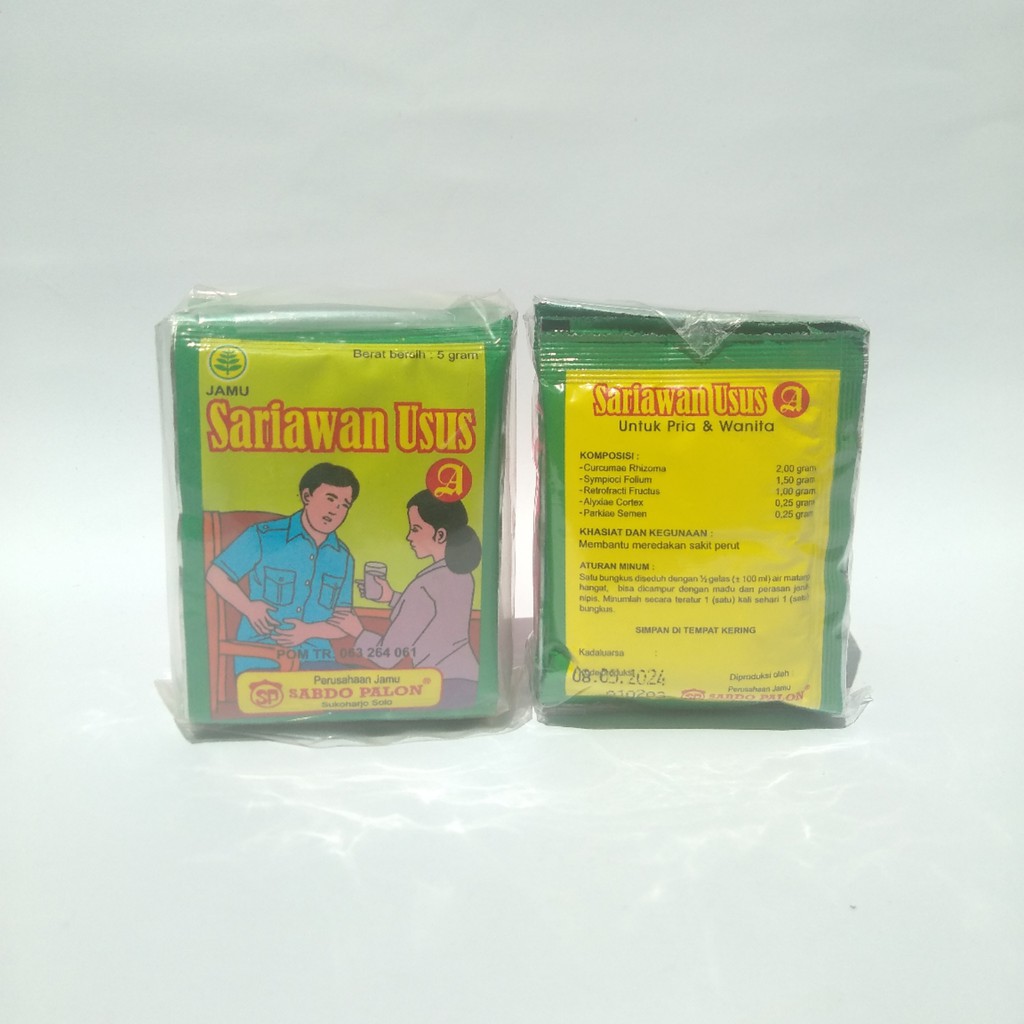 Berat bersih : 5 gram
JAMU
Sariawan Usus
A
POM TR. 063 264 061
Perusahaan Jamu
SP SABDO PALON®
Sukoharjo Solo
Sariawan Usus A
Untuk Pria & Wanita
KOMPOSISI :
-Curcumae Rhizoma 2,00 gram
-Symploci Folium 1,50 gram
-Retrofracti Fructus 1,00 gram
-Alyxiae Cortex 0,25 gram
-Parkiae Semen 0,25 gram
KHASIAT DAN KEGUNAAN :
Membantu meredakan sakit perut
ATURAN MINUM :
Satu bungkus diseduh dengan ½ gelas (± 100 ml) air matang
hangat, bisa dicampur dengan madu dan perasan jeruk
nipis. Minumlah secara teratur 1 (satu) kali sehari 1 (satu)
bungkus.
SIMPAN DI TEMPAT KERING
Kadaluarsa :
2024
Diproduksi oleh :
Perusahaan Jamu
SP SABDO PALON®